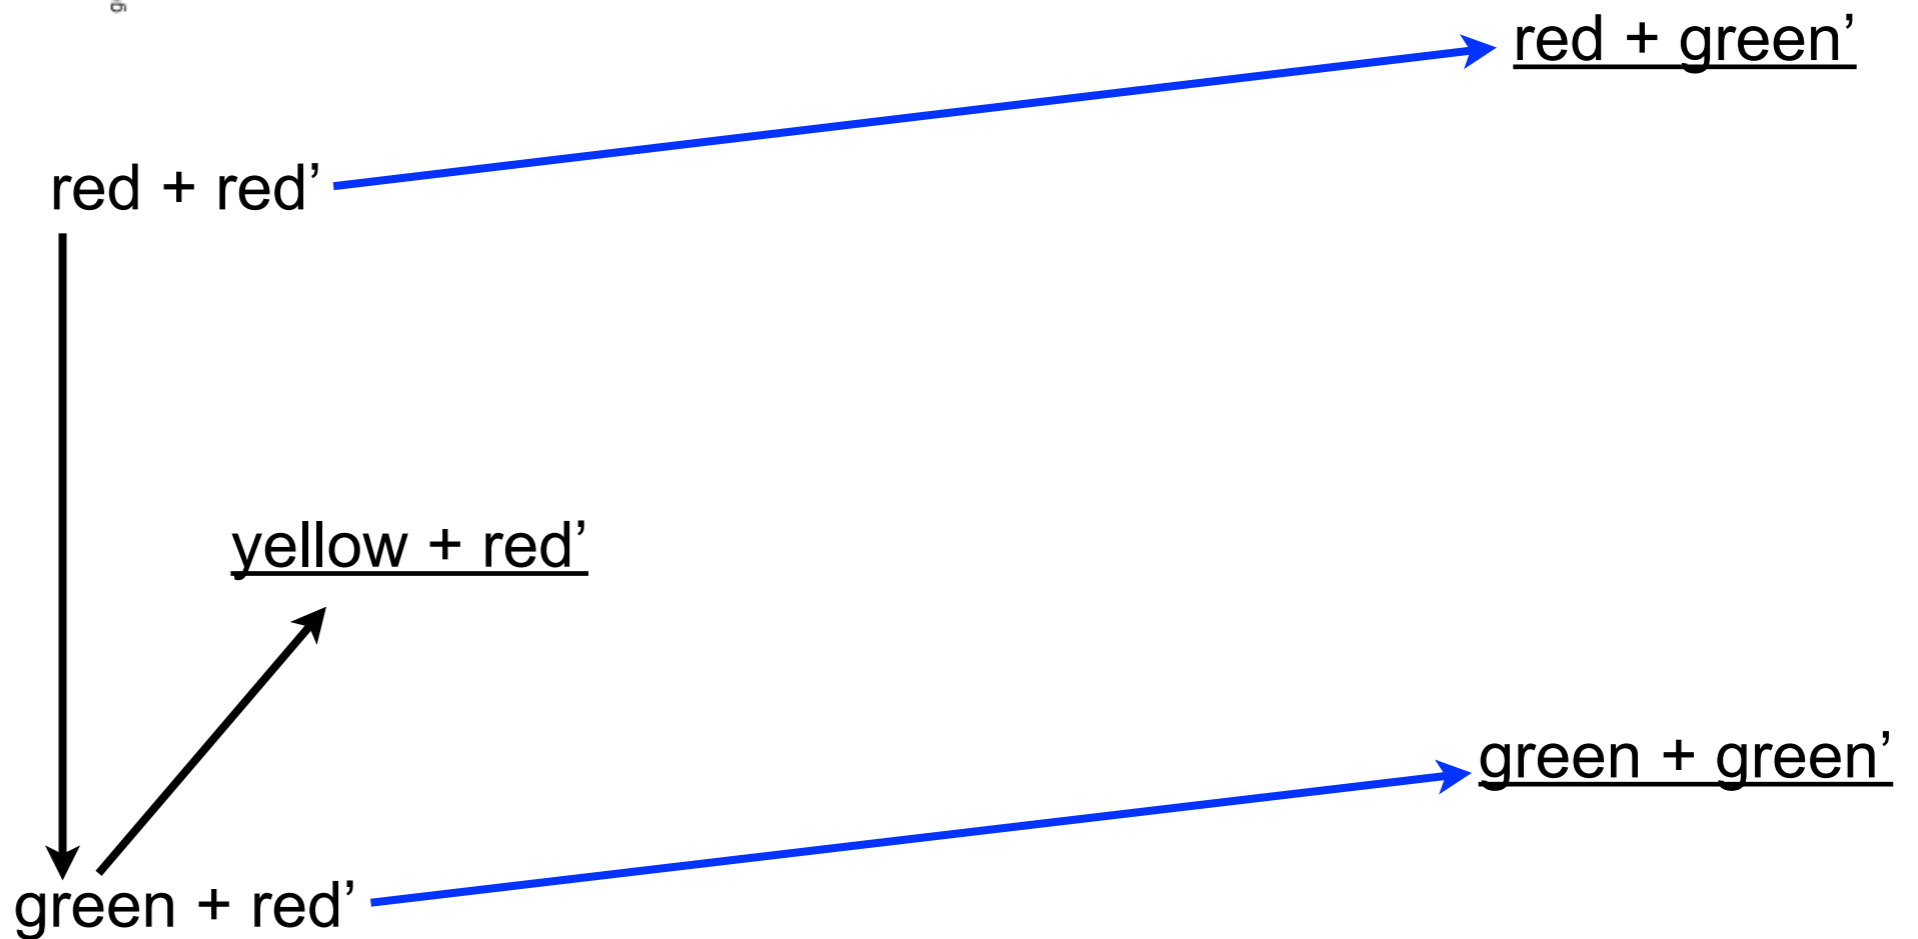 red + green’
red + red’
yellow + red’
green + green’
green + red’